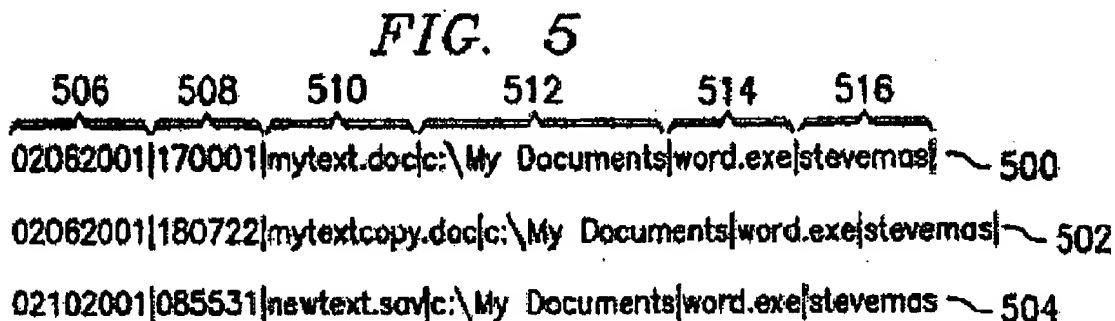 FIG. 5
506 508 510 512 514 516
02062001|170001|mytext.doc|c:\My Documents|word.exe|stevemas| 500
02062001|180722|mytextcopy.doc|c:\My Documents|word.exe|stevemas| 502
02102001|085531|newtext.sav|c:\My Documents|word.exe|stevemas 504